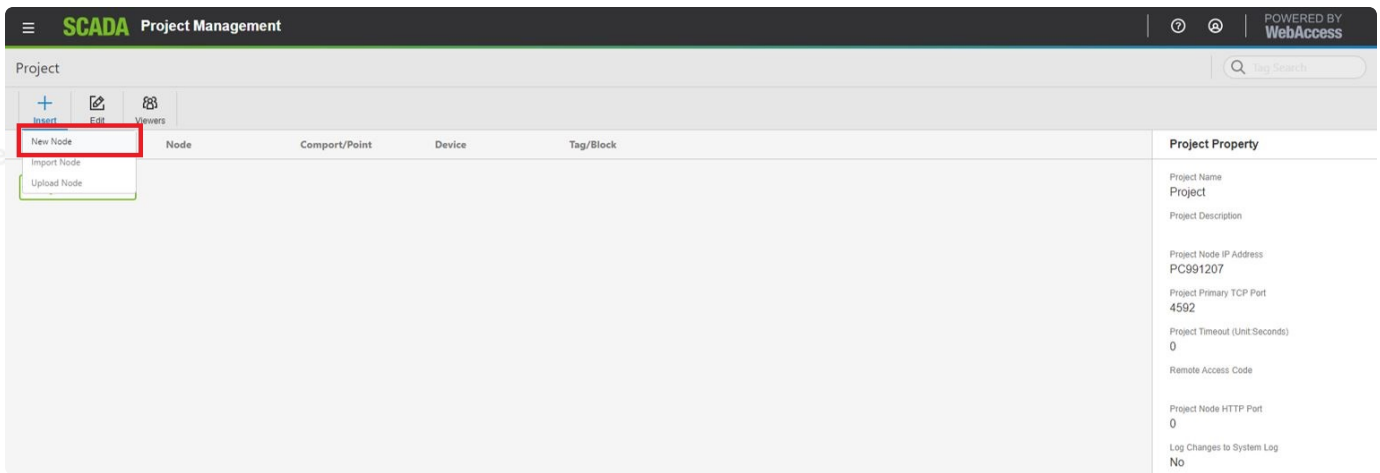 SCADA Project Management
POWERED BY
WebAccess
Project
Tag Search
Insert Edit Viewers
New Node
Import Node
Upload Node
Node Comport/Point Device Tag/Block
Project Property
Project Name
Project
Project Description
Project Node IP Address
PC991207
Project Primary TCP Port
4592
Project Timeout (Unit:Seconds)
0
Remote Access Code
Project Node HTTP Port
0
Log Changes to System Log
No